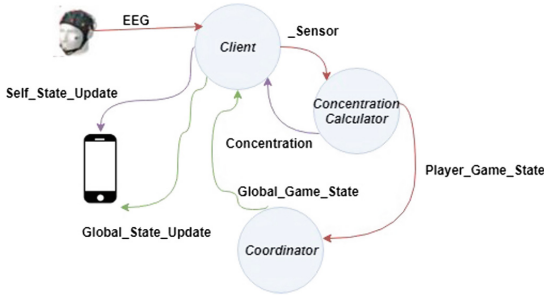 EEG
_Sensor
Client
Self_State_Update
Concentration
Calculator
Concentration
Player_Game_State
Global_Game_State
Global_State_Update
Coordinator